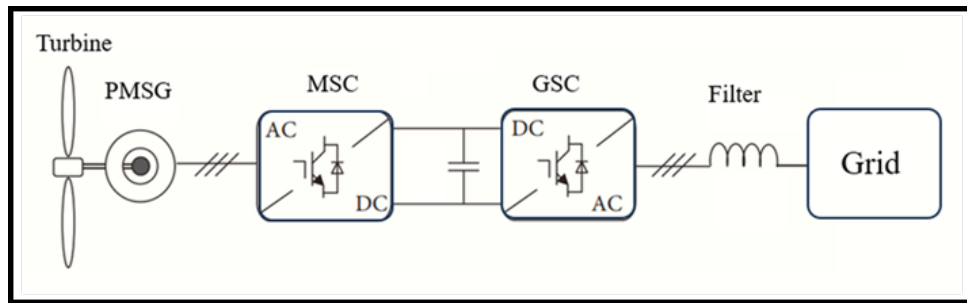 Turbine
PMSG
MSC
GSC
Filter
AC
DC
DC
AC
Grid